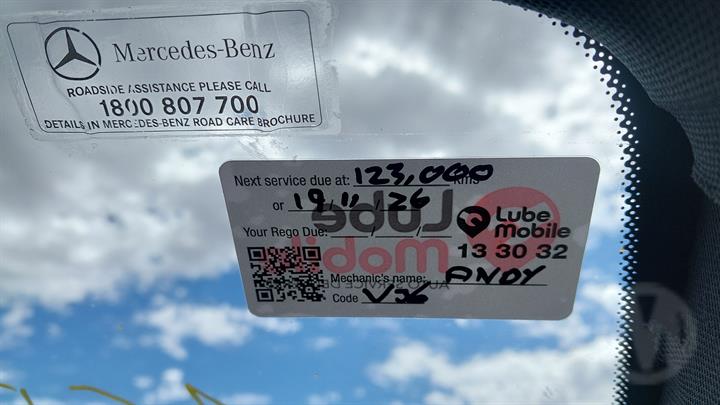 Mercedes-Benz
ROADSIDE ASSISTANCE PLEASE CALL
1800 807 700
DETAILS IN MERCEDES-BENZ ROAD CARE BROCHURE
Next service due at: 123,000 kms
or 19/11/26
Your Rego Due: / /
Lube Mobile
13 30 32
Mechanic's name: ANDY
Code V26